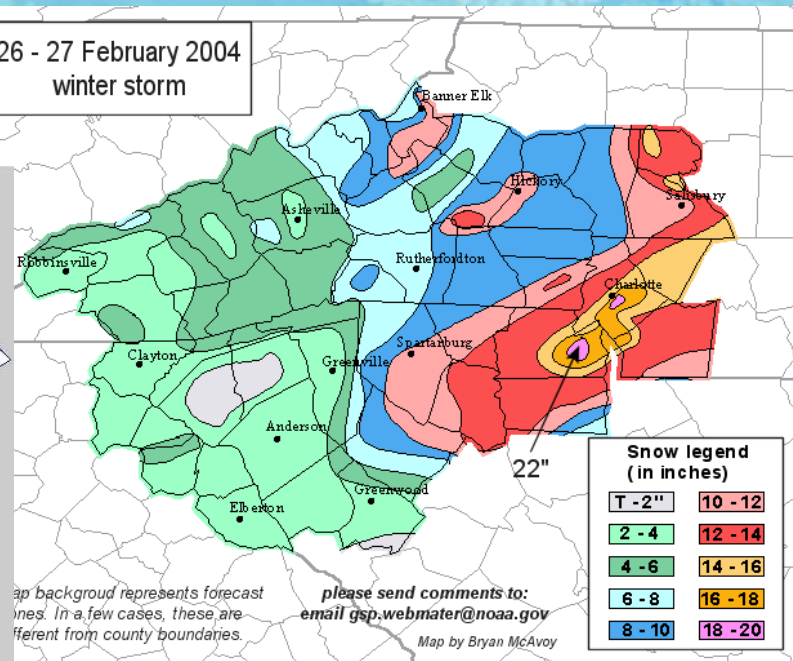 26 - 27 February 2004
winter storm
Banner Elk
Hickory
Salisbury
Asheville
Robbinsville
Rutherfordton
Charlotte
Clayton
Greenville
Spartanburg
Anderson
22"
Greenwood
Elberton
Snow legend
(in inches)
T - 2"
10 - 12
2 - 4
12 - 14
4 - 6
14 - 16
6 - 8
16 - 18
8 - 10
18 - 20
ap backgroud represents forecast
ones. In a few cases, these are
fferent from county boundaries.
please send comments to:
email gsp.webmater@noaa.gov
Map by Bryan McAvoy